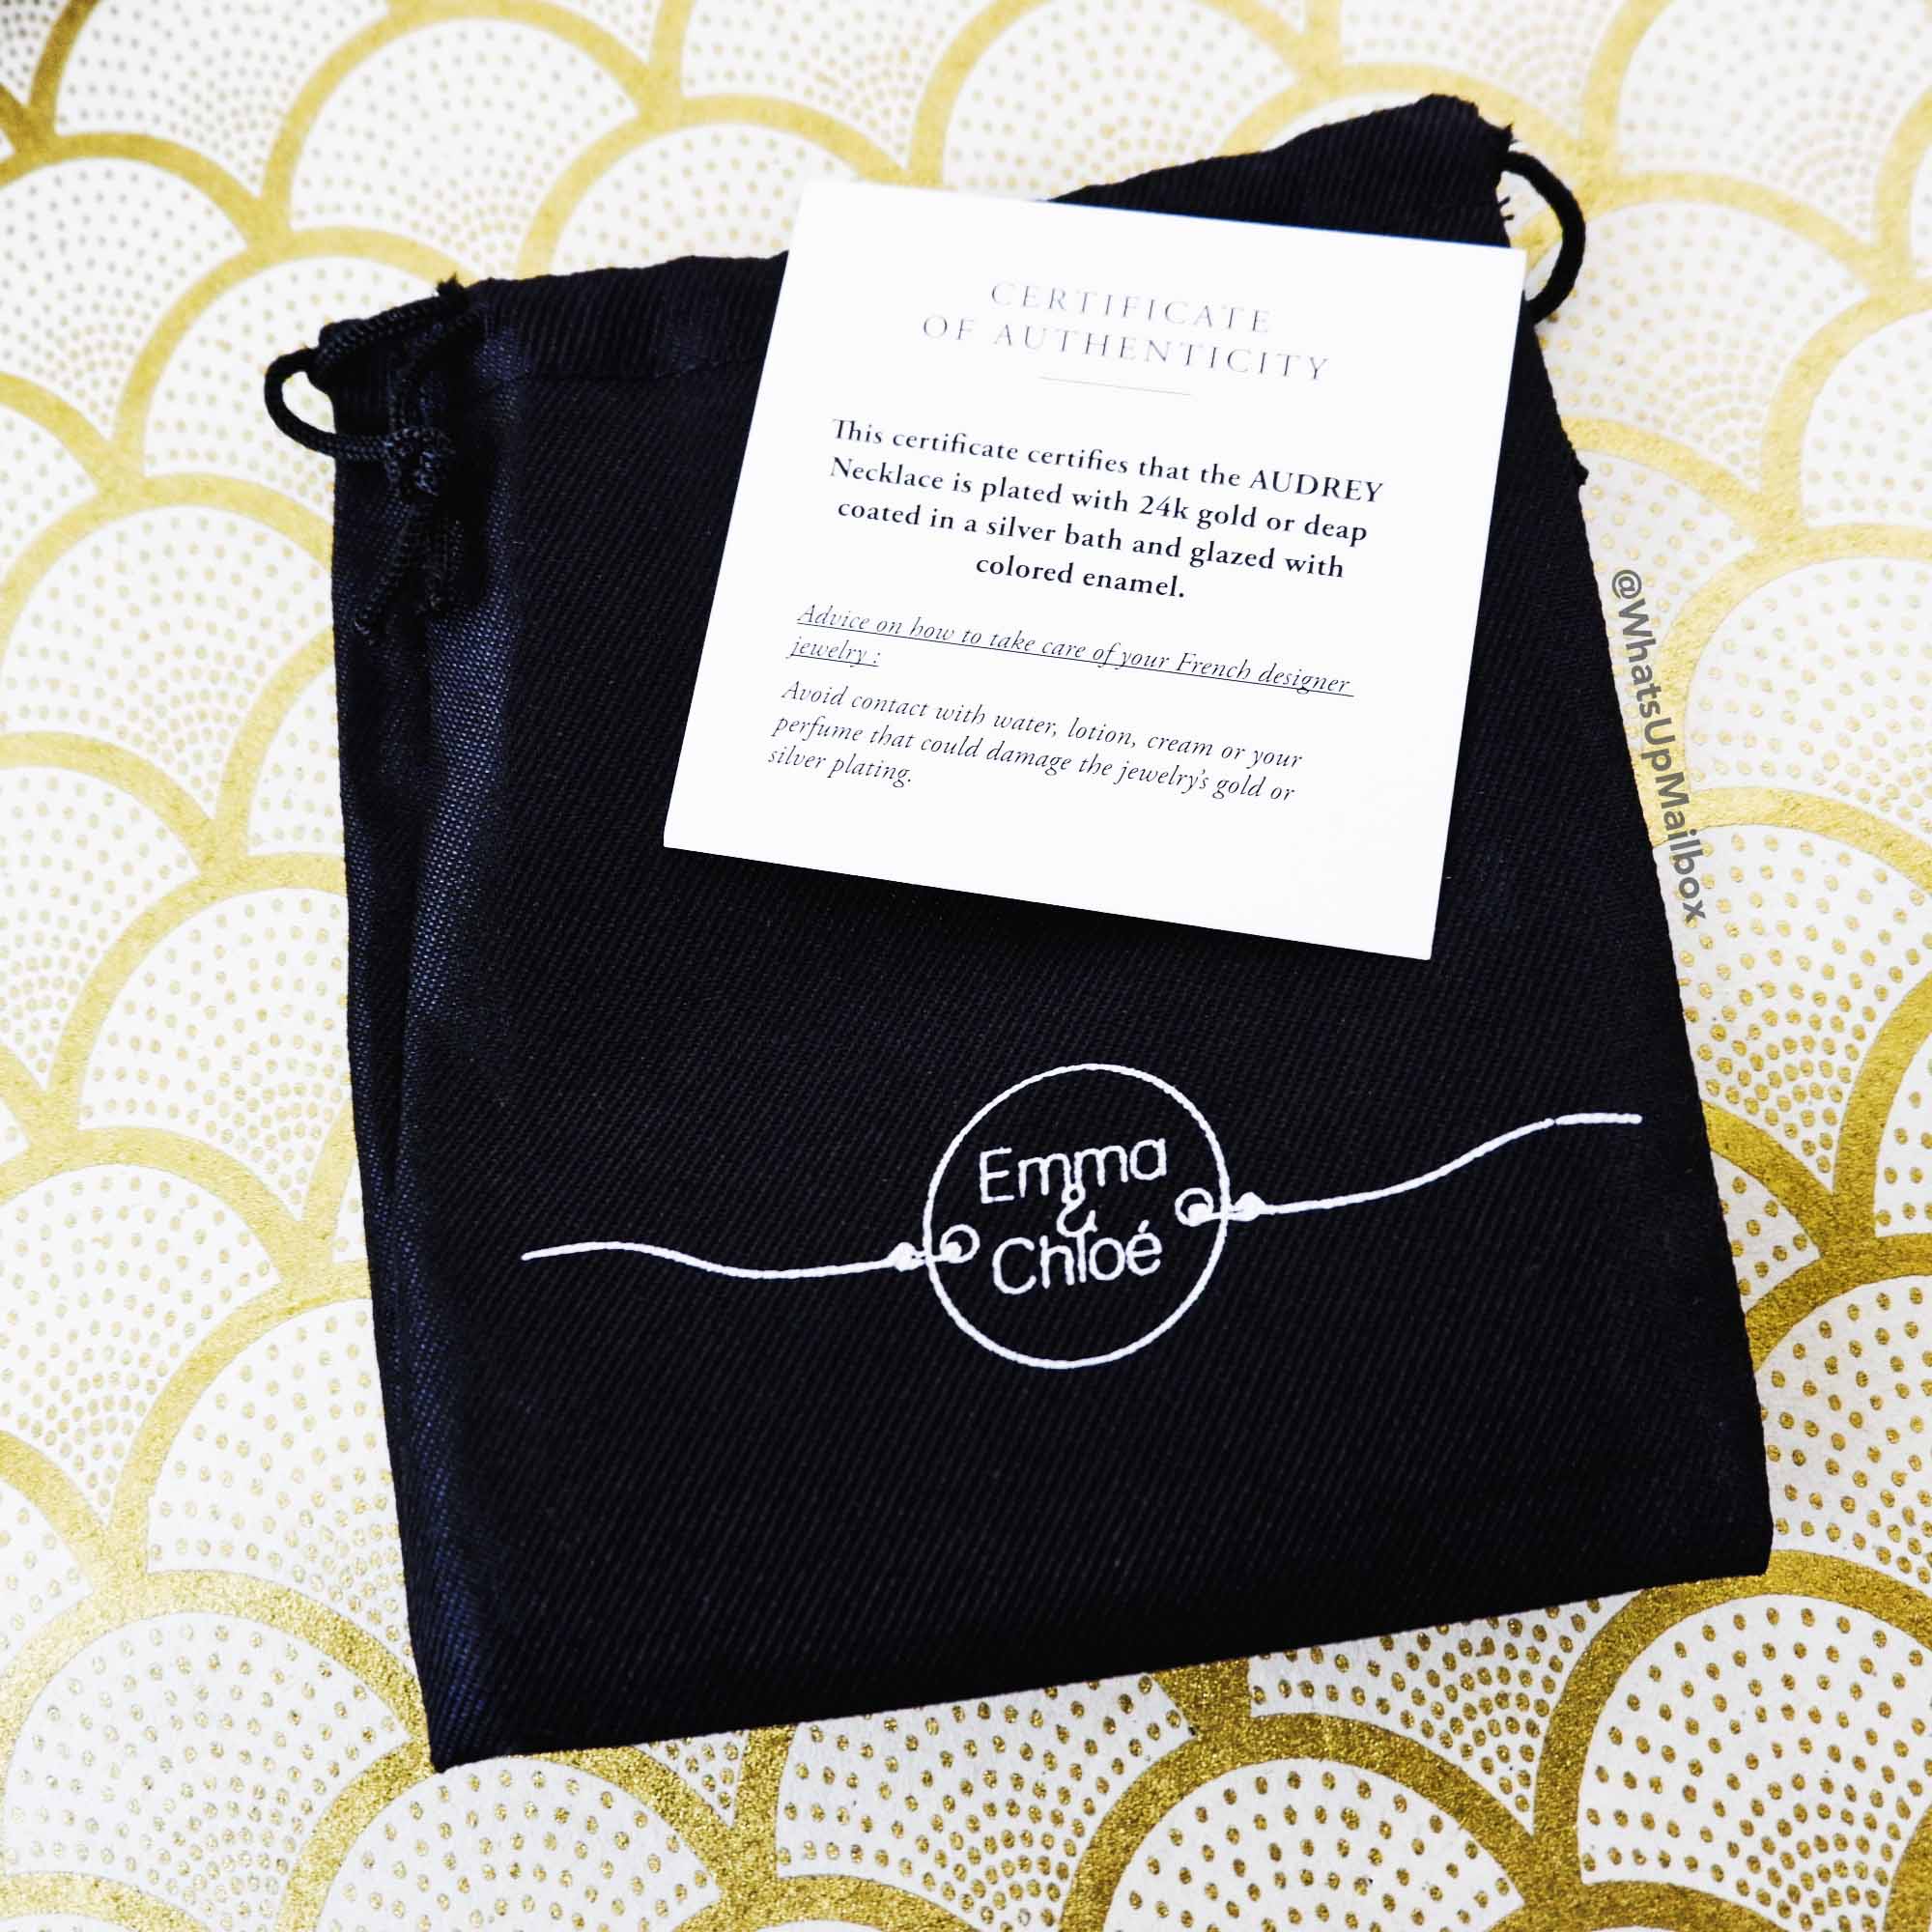 CERTIFICATE
OF AUTHENTICITY
This certificate certifies that the AUDREY
Necklace is plated with 24k gold or deap
coated in a silver bath and glazed with
colored enamel.
Advice on how to take care of your French designer
jewelry :
Avoid contact with water, lotion, cream or your
perfume that could damage the jewelry's gold or
silver plating.
@WhatsUpMailbox
Emma
&
Chloé